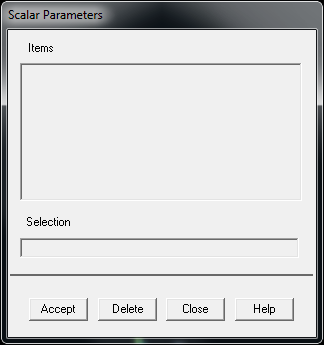 Scalar Parameters
Items
Selection
Accept Delete Close Help